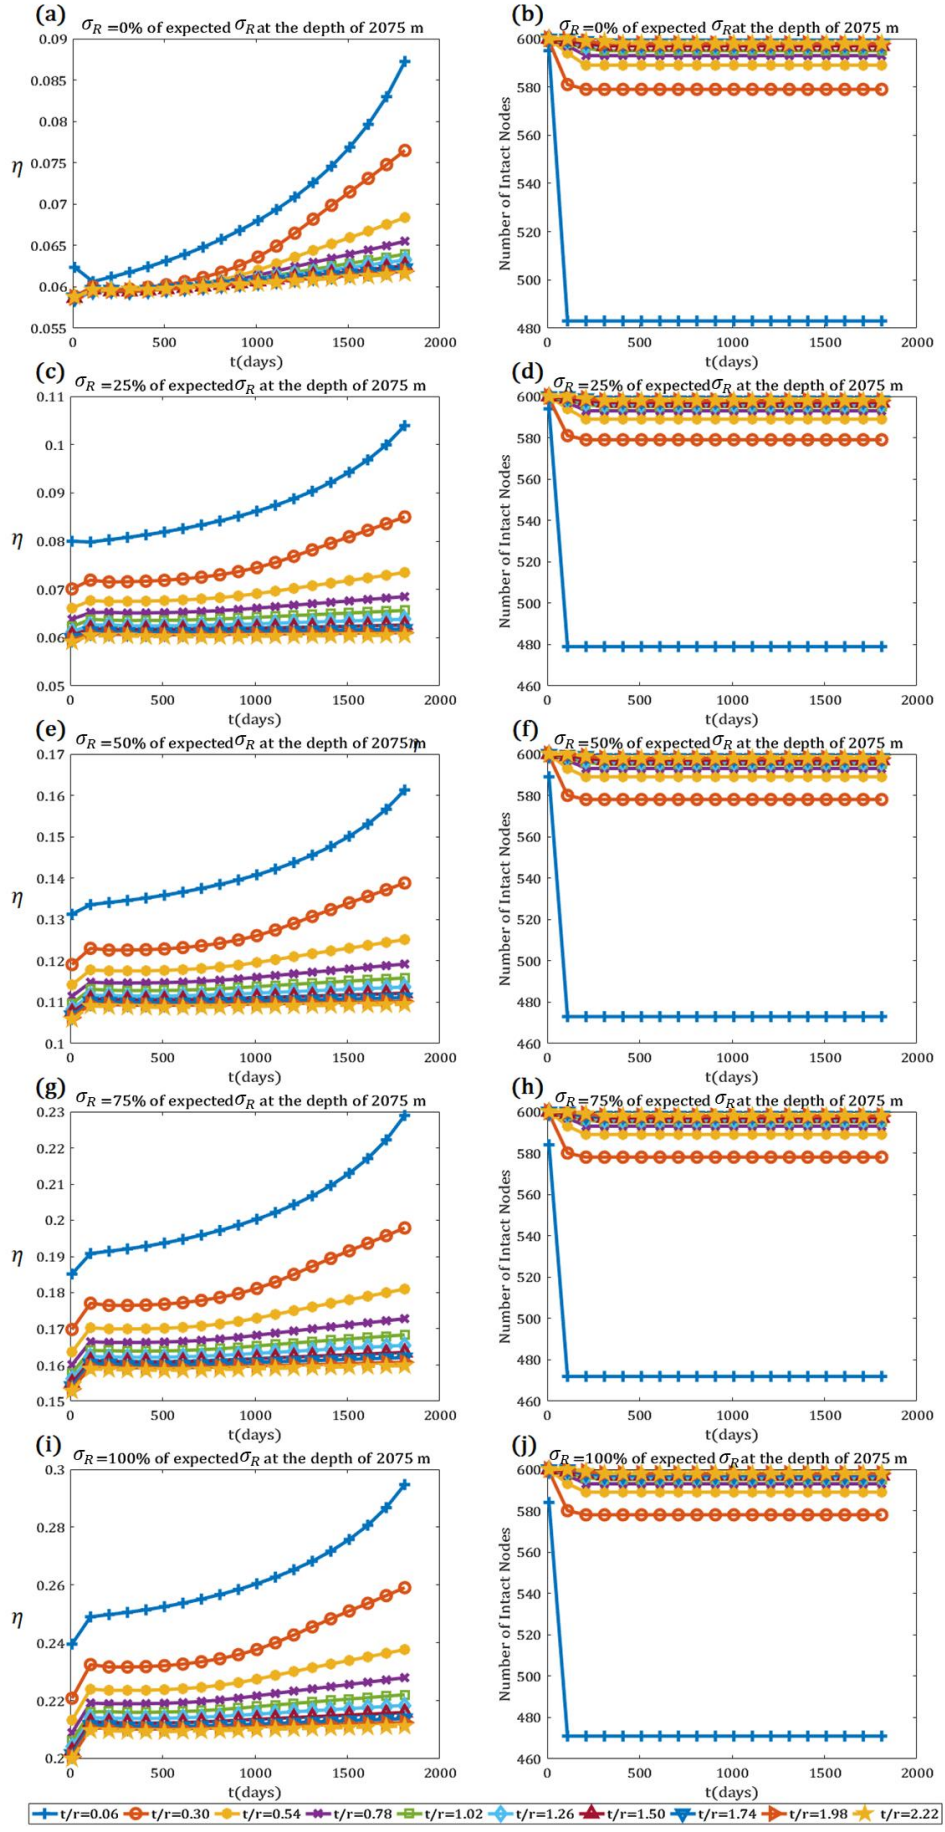 (a) σR =0% of expected σR at the depth of 2075 m
0.09
0.085
0.08
0.075
η
0.07
0.065
0.06
0.055
0 500 1000 1500 2000
t(days)
(b) σR =0% of expected σR at the depth of 2075 m
600
580
560
540
520
500
480
Number of Intact Nodes
0 500 1000 1500 2000
t(days)
(c) σR =25% of expected σR at the depth of 2075 m
0.11
0.1
0.09
0.08
η
0.07
0.06
0.05
0 500 1000 1500 2000
t(days)
(d) σR =25% of expected σR at the depth of 2075 m
600
580
560
540
520
500
480
460
Number of Intact Nodes
0 500 1000 1500 2000
t(days)
(e) σR =50% of expected σR at the depth of 2075 m
0.17
0.16
0.15
0.14
η
0.13
0.12
0.11
0.1
0 500 1000 1500 2000
t(days)
(f) σR =50% of expected σR at the depth of 2075 m
600
580
560
540
520
500
480
460
Number of Intact Nodes
0 500 1000 1500 2000
t(days)
(g) σR =75% of expected σR at the depth of 2075 m
0.23
0.22
0.21
0.2
0.19
η
0.18
0.17
0.16
0.15
0 500 1000 1500 2000
t(days)
(h) σR =75% of expected σR at the depth of 2075 m
600
580
560
540
520
500
480
460
Number of Intact Nodes
0 500 1000 1500 2000
t(days)
(i) σR =100% of expected σR at the depth of 2075 m
0.3
0.28
0.26
η
0.24
0.22
0.2
0 500 1000 1500 2000
t(days)
(j) σR =100% of expected σR at the depth of 2075 m
600
580
560
540
520
500
480
460
Number of Intact Nodes
0 500 1000 1500 2000
t(days)
t/r=0.06 t/r=0.30 t/r=0.54 t/r=0.78 t/r=1.02 t/r=1.26 t/r=1.50 t/r=1.74 t/r=1.98 t/r=2.22